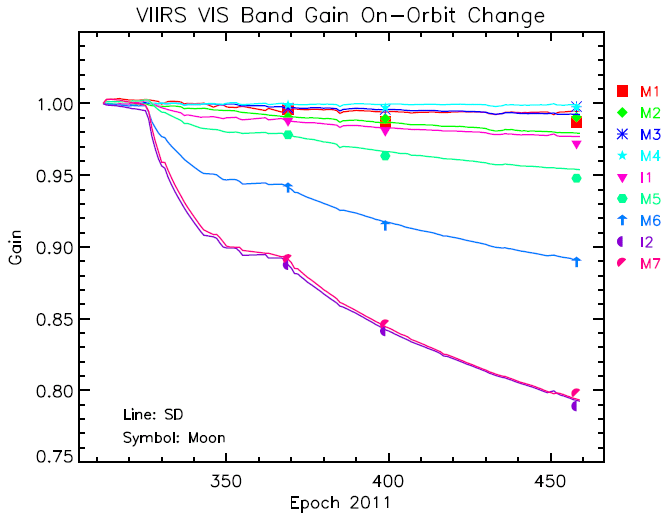 VIIRS VIS Band Gain On-Orbit Change
1.00
0.95
0.90
0.85
0.80
0.75
Gain
350
400
450
Epoch 2011
Line: SD
Symbol: Moon
M1
M2
M3
M4
I1
M5
M6
I2
M7